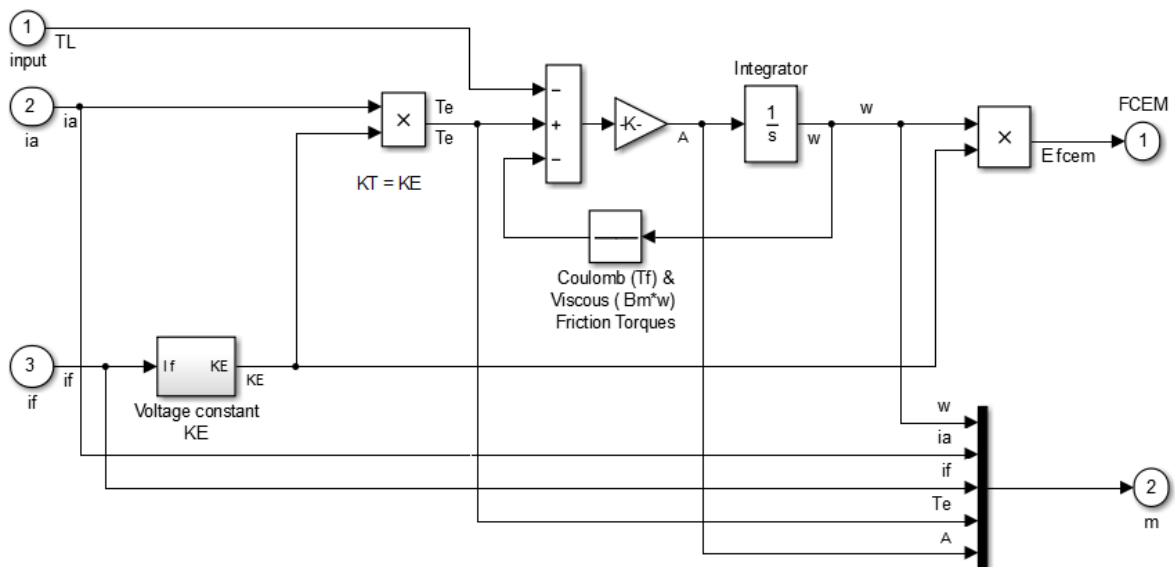 1
TL
input
2
ia
ia
×
Te
Te
KT = KE
−
+
−
-K-
A
Integrator
1
s
w
w
×
Efcem
FCEM
1
Coulomb (Tf) &
Viscous ( Bm*w)
Friction Torques
3
if
if
If KE
KE
Voltage constant
KE
w
ia
if
Te
A
2
m